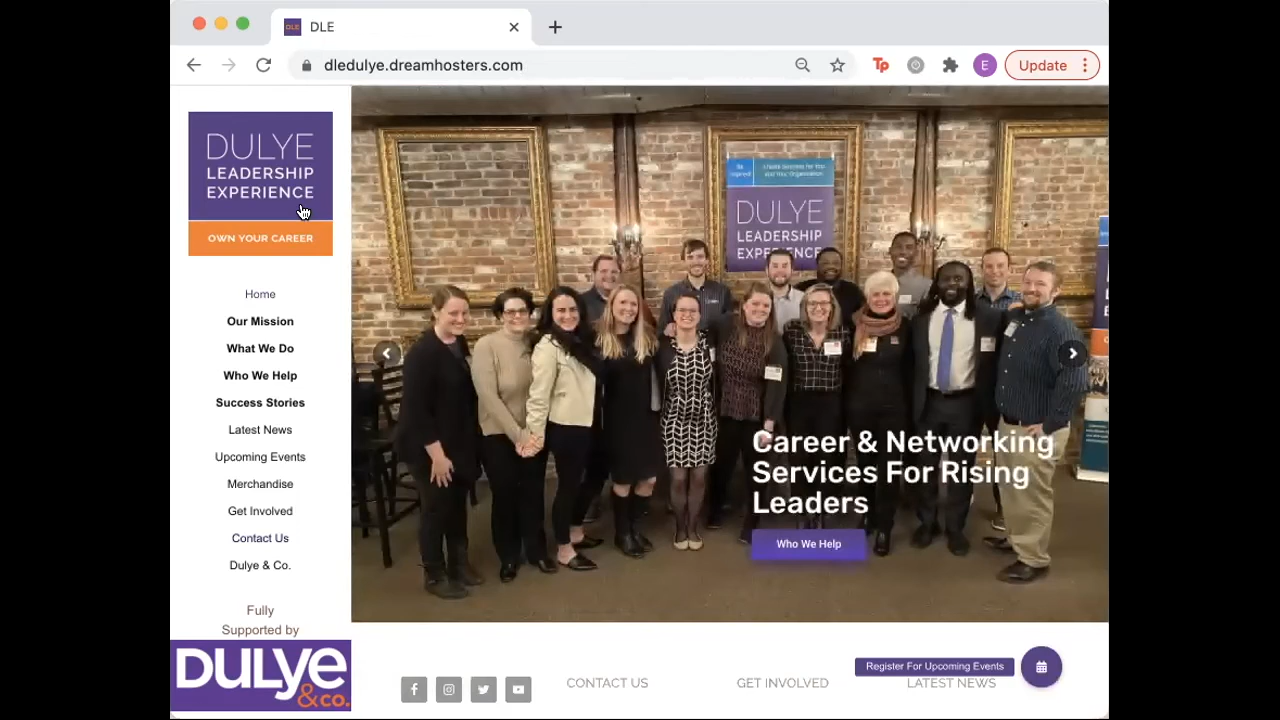 DLE
dledulye.dreamhosters.com
E
Update
DULYE
LEADERSHIP
EXPERIENCE
OWN YOUR CAREER
Home
Our Mission
What We Do
Who We Help
Success Stories
Latest News
Upcoming Events
Merchandise
Get Involved
Contact Us
Dulye & Co.
Fully
Supported by
DULYe
&co.
DULYE
LEADERSHIP
EXPERIENCE
Career & Networking
Services For Rising
Leaders
Who We Help
Register For Upcoming Events
CONTACT US
GET INVOLVED
LATEST NEWS